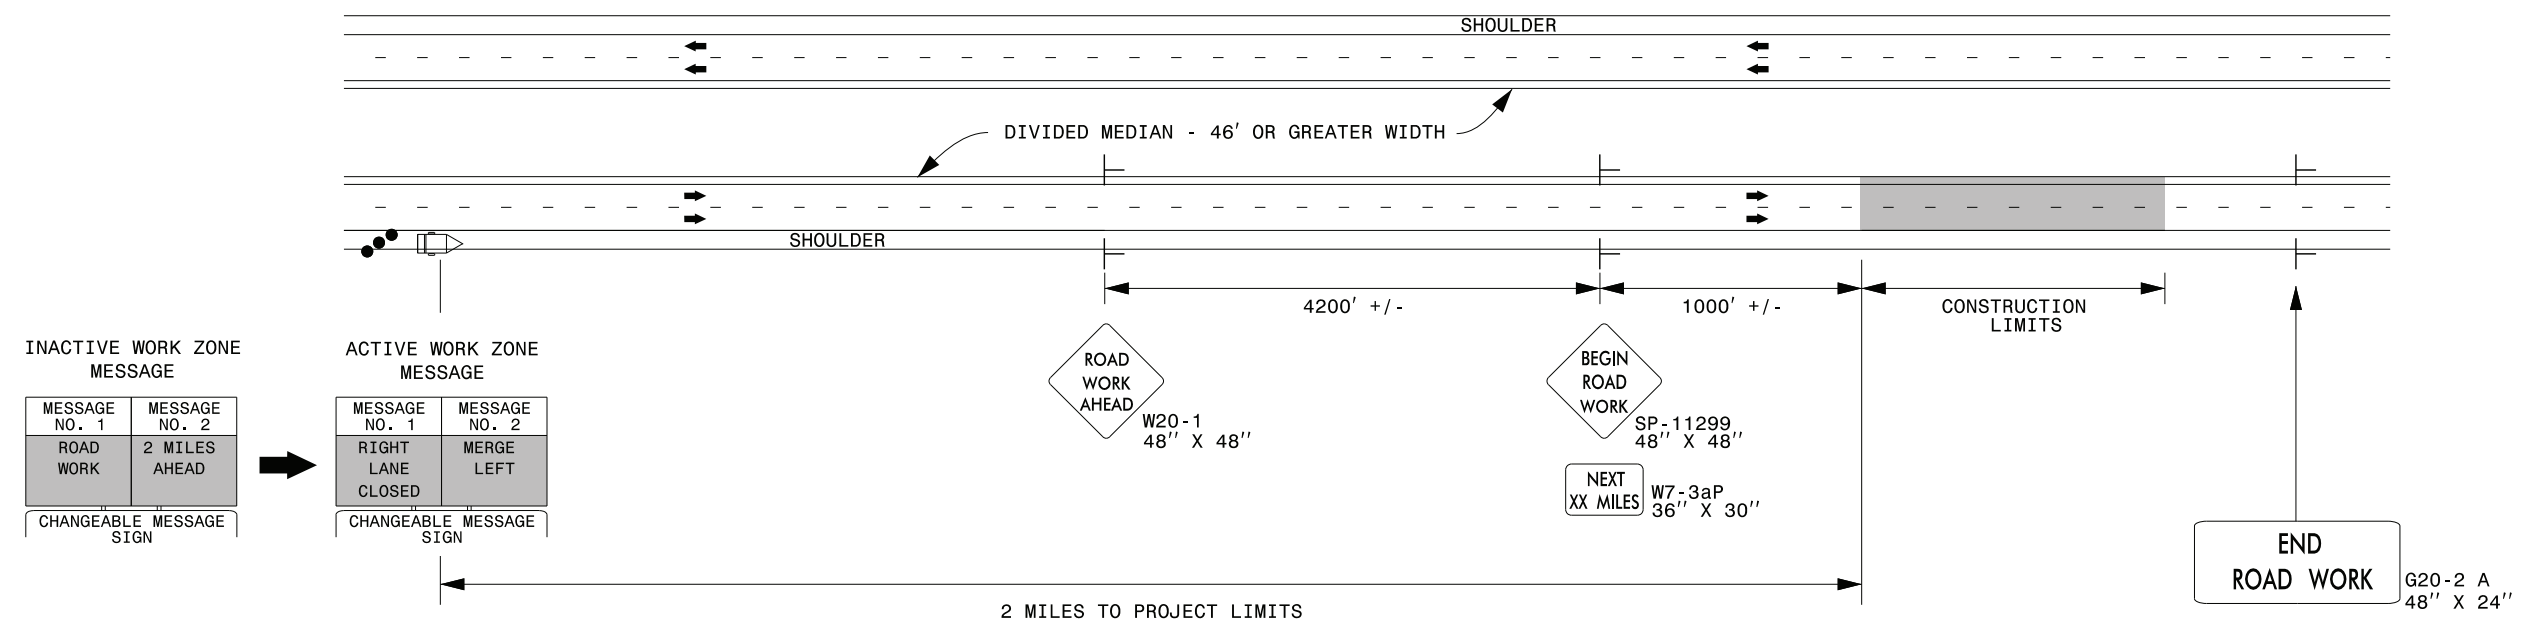 SHOULDER
DIVIDED MEDIAN - 46' OR GREATER WIDTH
SHOULDER
4200' +/-
1000' +/-
CONSTRUCTION
LIMITS
INACTIVE WORK ZONE
MESSAGE
MESSAGE
NO. 1
MESSAGE
NO. 2
ROAD
WORK
2 MILES
AHEAD
CHANGEABLE MESSAGE
SIGN
ACTIVE WORK ZONE
MESSAGE
MESSAGE
NO. 1
MESSAGE
NO. 2
RIGHT
LANE
CLOSED
MERGE
LEFT
CHANGEABLE MESSAGE
SIGN
ROAD
WORK
AHEAD
W20-1
48'' X 48''
BEGIN
ROAD
WORK
SP-11299
48'' X 48''
NEXT
XX MILES
W7-3aP
36'' X 30''
END
ROAD WORK
G20-2 A
48'' X 24''
2 MILES TO PROJECT LIMITS